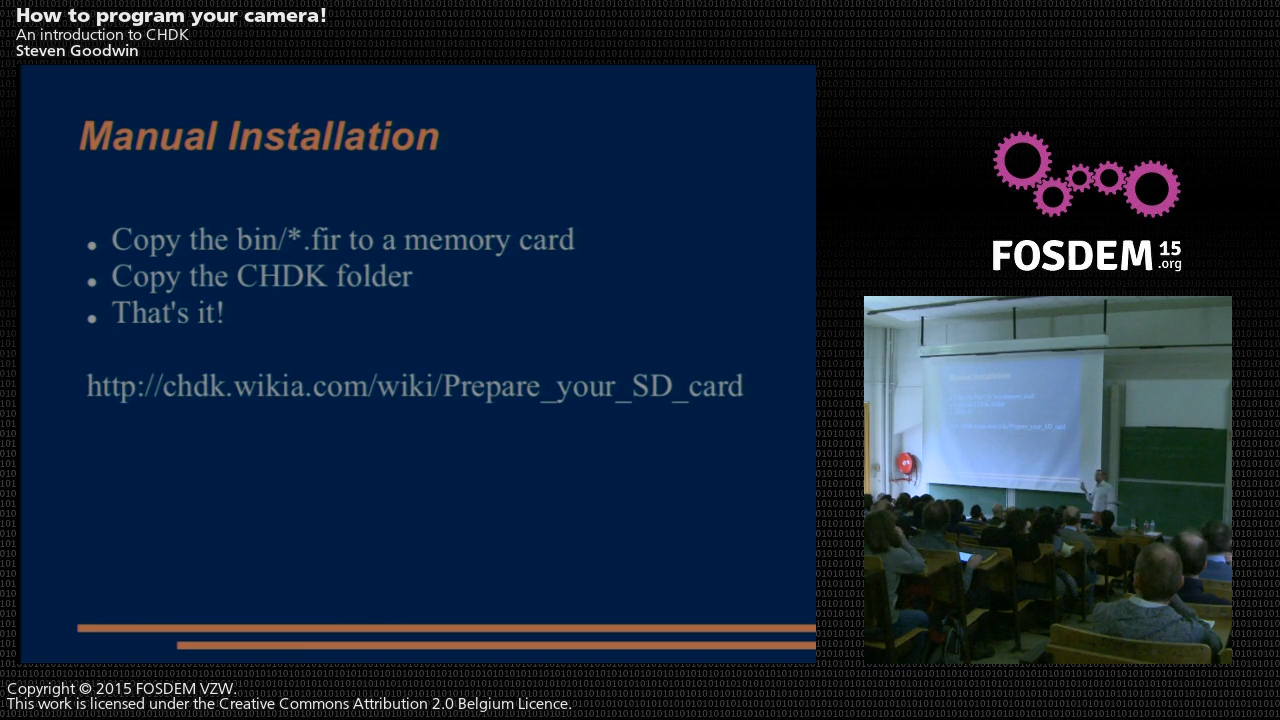 How to program your camera!
An introduction to CHDK
Steven Goodwin
Manual Installation
Copy the bin/*.fir to a memory card
Copy the CHDK folder
That's it!
http://chdk.wikia.com/wiki/Prepare_your_SD_card
FOSDEM 15
.org
Manual Installation
Copyright © 2015 FOSDEM VZW.
This work is licensed under the Creative Commons Attribution 2.0 Belgium Licence.